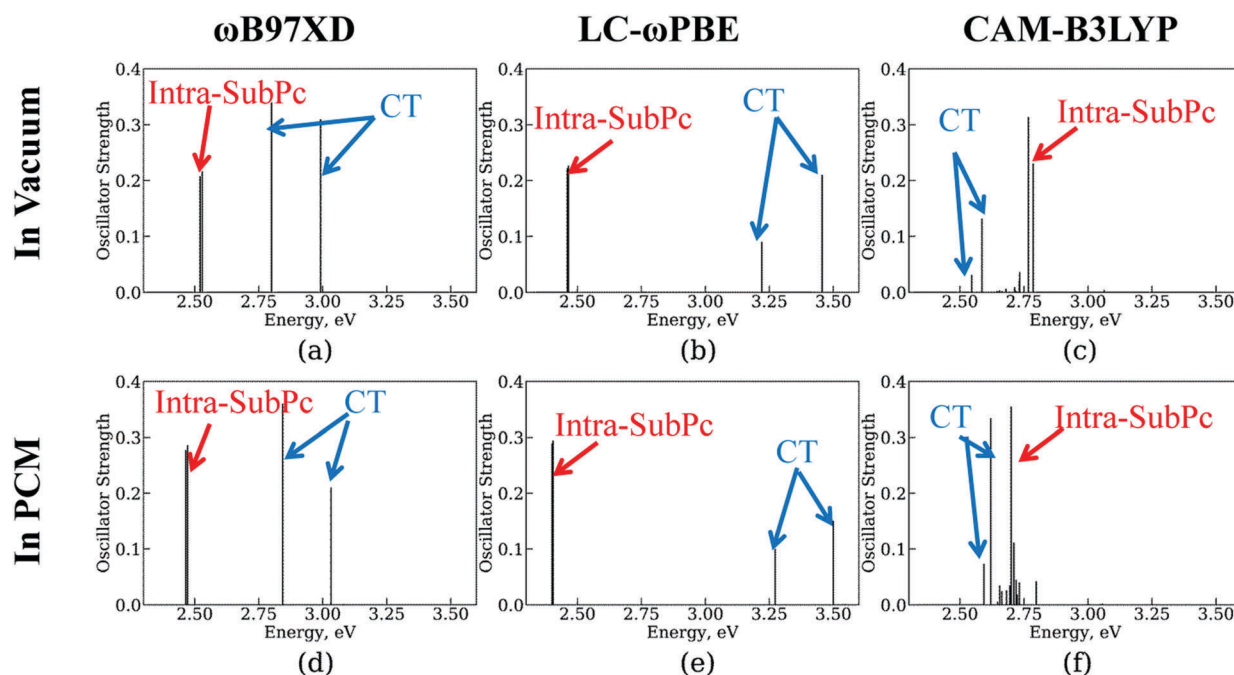 ωB97XD
LC-ωPBE
CAM-B3LYP
In Vacuum
0.4
0.3
0.2
0.1
0.0
Oscillator Strength
Intra-SubPc
CT
2.50 2.75 3.00 3.25 3.50
Energy, eV
(a)
0.4
0.3
0.2
0.1
0.0
Oscillator Strength
Intra-SubPc
CT
2.50 2.75 3.00 3.25 3.50
Energy, eV
(b)
0.4
0.3
0.2
0.1
0.0
Oscillator Strength
CT
Intra-SubPc
2.50 2.75 3.00 3.25 3.50
Energy, eV
(c)
In PCM
0.4
0.3
0.2
0.1
0.0
Oscillator Strength
Intra-SubPc
CT
2.50 2.75 3.00 3.25 3.50
Energy, eV
(d)
0.4
0.3
0.2
0.1
0.0
Oscillator Strength
Intra-SubPc
CT
2.50 2.75 3.00 3.25 3.50
Energy, eV
(e)
0.4
0.3
0.2
0.1
0.0
Oscillator Strength
CT
Intra-SubPc
2.50 2.75 3.00 3.25 3.50
Energy, eV
(f)